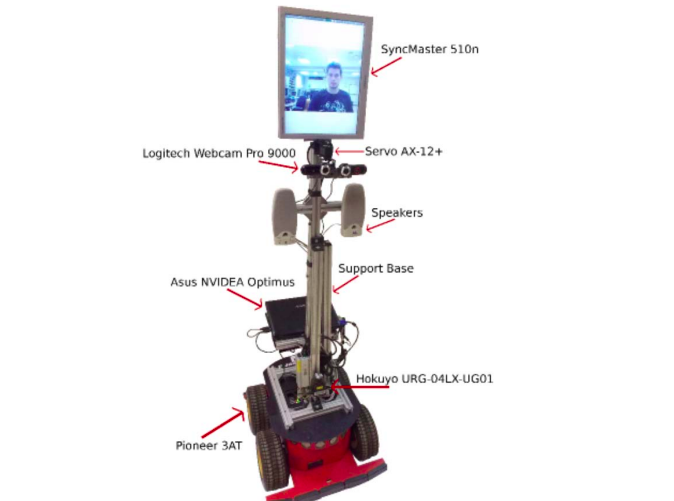 SyncMaster 510n
Logitech Webcam Pro 9000
Servo AX-12+
Speakers
Support Base
Asus NVIDEA Optimus
Hokuyo URG-04LX-UG01
Pioneer 3AT